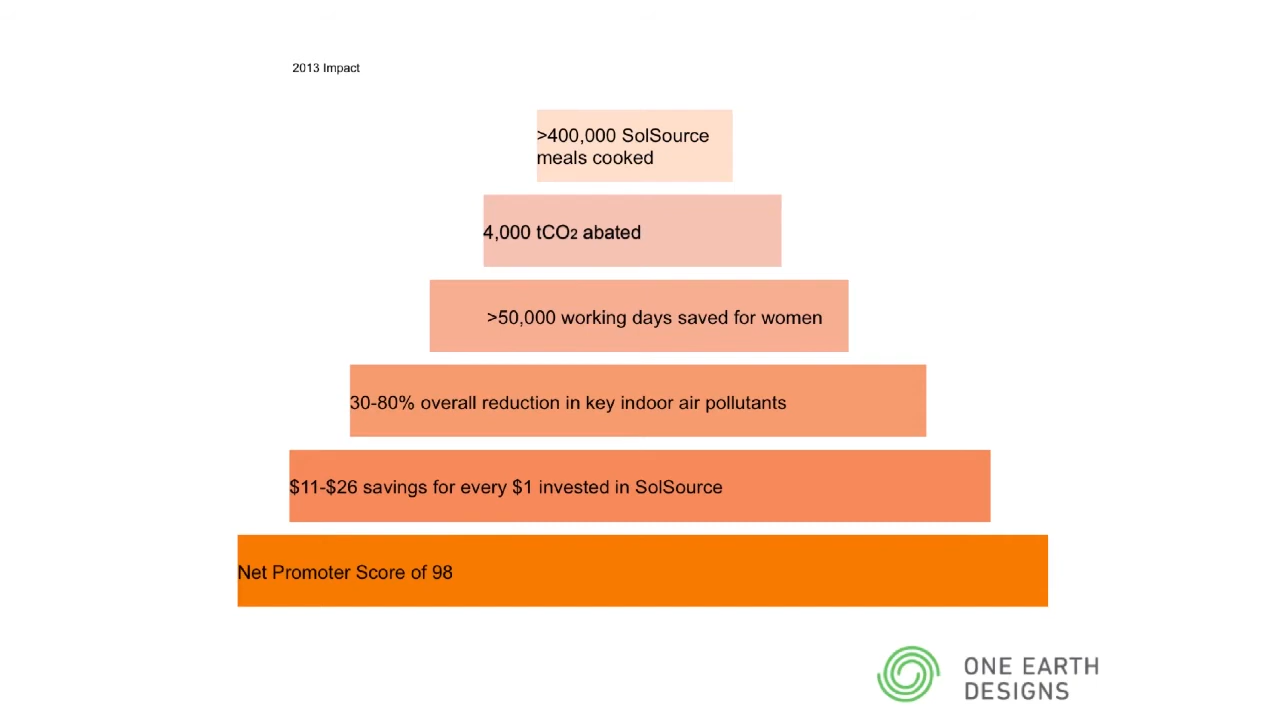 2013 Impact
>400,000 SolSource
meals cooked
4,000 tCO2 abated
>50,000 working days saved for women
30-80% overall reduction in key indoor air pollutants
$11-$26 savings for every $1 invested in SolSource
Net Promoter Score of 98
ONE EARTH
DESIGNS